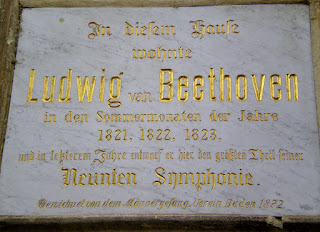 In diesem Hause
wohnte
Ludwig van Beethoven
in den Sommermonaten der Jahre
1821, 1822, 1823,
und in letzterem Jahre entwarf er hier den größten Theil seiner
Neunten Symphonie.
Gewidmet von dem Männergesang-Verein Baden 1872